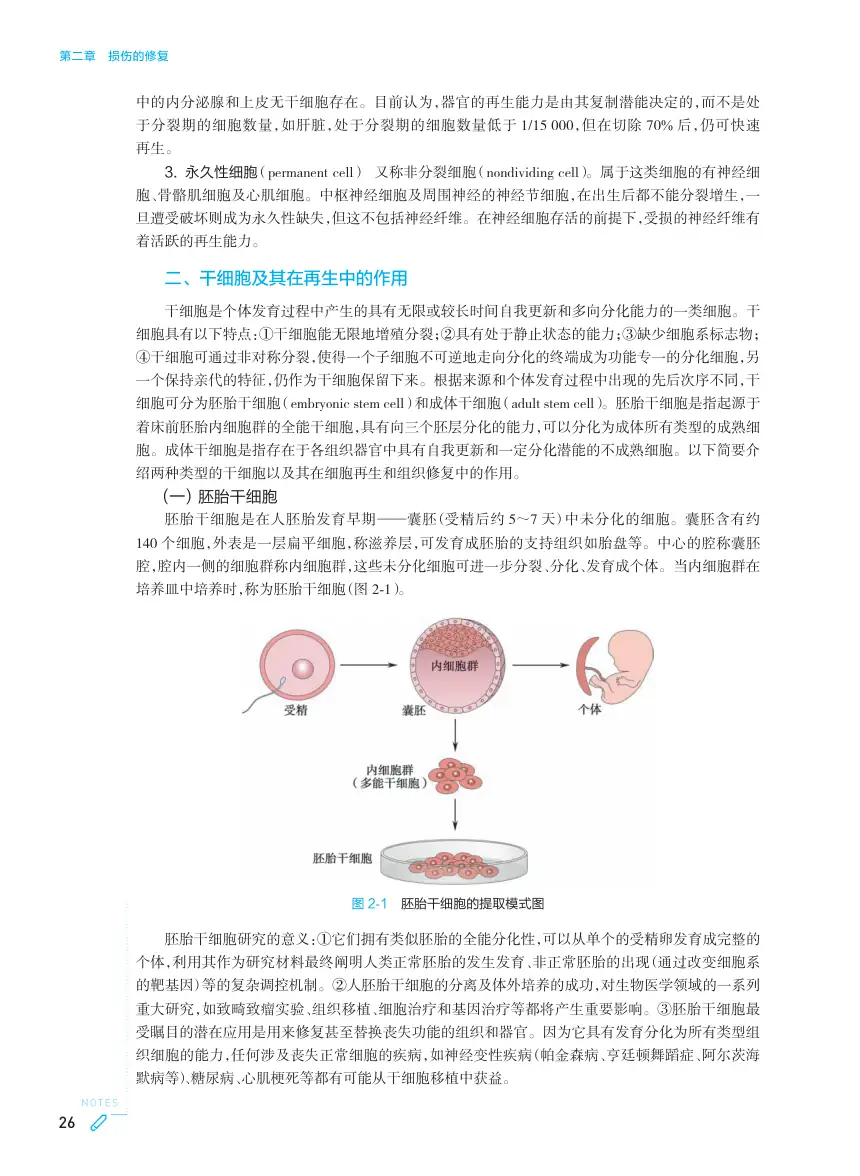 第二章 损伤的修复
中的内分泌腺和上皮无干细胞存在。目前认为,器官的再生能力是由其复制潜能决定的,而不是处
于分裂期的细胞数量,如肝脏,处于分裂期的细胞数量低于 1/15 000,但在切除 70% 后,仍可快速
再生。
3. 永久性细胞(permanent cell) 又称非分裂细胞(nondividing cell)。属于这类细胞的有神经细
胞、骨骼肌细胞及心肌细胞。中枢神经细胞及周围神经的神经节细胞,在出生后都不能分裂增生,一
旦遭受破坏则成为永久性缺失,但这不包括神经纤维。在神经细胞存活的前提下,受损的神经纤维有
着活跃的再生能力。
二、干细胞及其在再生中的作用
干细胞是个体发育过程中产生的具有无限或较长时间自我更新和多向分化能力的一类细胞。干
细胞具有以下特点:①干细胞能无限地增殖分裂;②具有处于静止状态的能力;③缺少细胞系标志物;
④干细胞可通过非对称分裂,使得一个子细胞不可逆地走向分化的终端成为功能专一的分化细胞,另
一个保持亲代的特征,仍作为干细胞保留下来。根据来源和个体发育过程中出现的先后次序不同,干
细胞可分为胚胎干细胞(embryonic stem cell)和成体干细胞(adult stem cell)。胚胎干细胞是指起源于
着床前胚胎内细胞群的全能干细胞,具有向三个胚层分化的能力,可以分化为成体所有类型的成熟细
胞。成体干细胞是指存在于各组织器官中具有自我更新和一定分化潜能的不成熟细胞。以下简要介
绍两种类型的干细胞以及其在细胞再生和组织修复中的作用。
(一)胚胎干细胞
胚胎干细胞是在人胚胎发育早期——囊胚(受精后约 5~7 天)中未分化的细胞。囊胚含有约
140 个细胞,外表是一层扁平细胞,称滋养层,可发育成胚胎的支持组织如胎盘等。中心的腔称囊胚
腔,腔内一侧的细胞群称内细胞群,这些未分化细胞可进一步分裂、分化、发育成个体。当内细胞群在
培养皿中培养时,称为胚胎干细胞(图 2-1)。
内细胞群
受精
囊胚
个体
内细胞群
(多能干细胞)
胚胎干细胞
图 2-1 胚胎干细胞的提取模式图
胚胎干细胞研究的意义:①它们拥有类似胚胎的全能分化性,可以从单个的受精卵发育成完整的
个体,利用其作为研究材料最终阐明人类正常胚胎的发生发育、非正常胚胎的出现(通过改变细胞系
的靶基因)等的复杂调控机制。②人胚胎干细胞的分离及体外培养的成功,对生物医学领域的一系列
重大研究,如致畸致瘤实验、组织移植、细胞治疗和基因治疗等都将产生重要影响。③胚胎干细胞最
受瞩目的潜在应用是用来修复甚至替换丧失功能的组织和器官。因为它具有发育分化为所有类型组
织细胞的能力,任何涉及丧失正常细胞的疾病,如神经变性疾病(帕金森病、亨廷顿舞蹈症、阿尔茨海
默病等)、糖尿病、心肌梗死等都有可能从干细胞移植中获益。
NOTES
26